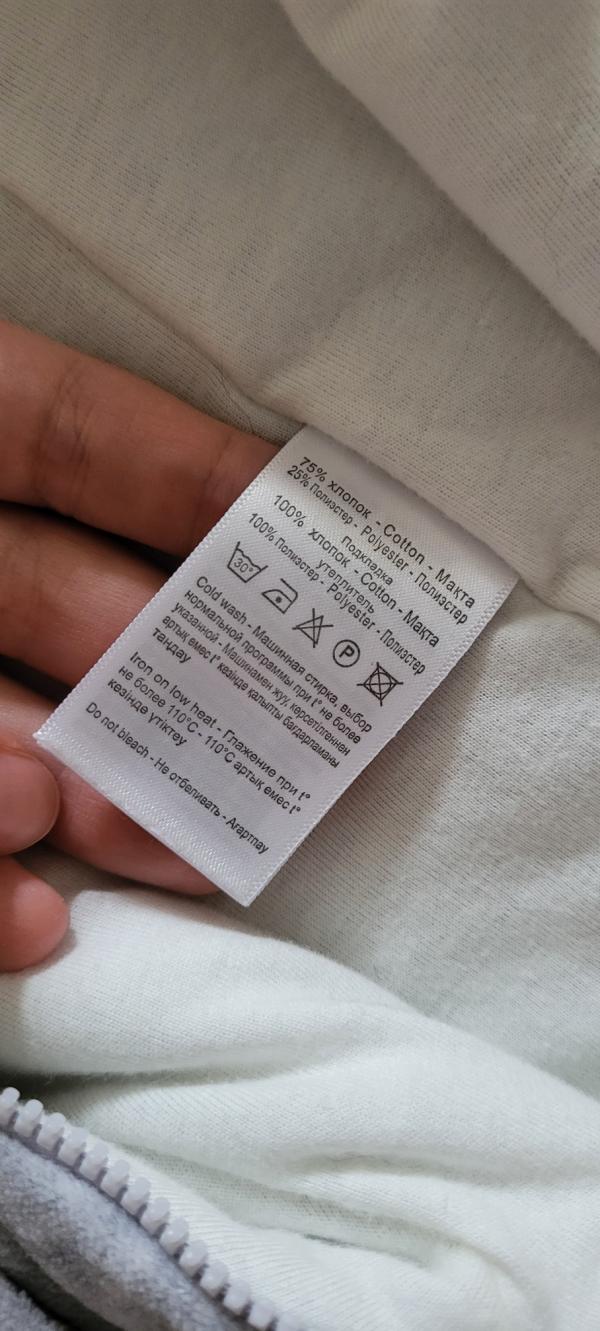 75% хлопок - Cotton - Мақта
25% Полиэстер - Polyester - Полиэстер
Подкладка
100% хлопок - Cotton - Мақта
утеплитель
100% Полиэстер - Polyester - Полиэстер
30°
P
Cold wash - Машинная стирка, выбор
нормальной программы при t° не более
указанной - Машинамен жуу, көрсетілгеннен
артық емес t° кезінде қалыпты бағдарламаны
таңдау
Iron on low heat - Глажение при t°
не более 110°C - 110°C артық емес t°
кезінде үтіктеу
Do not bleach - Не отбеливать - Ағартпау